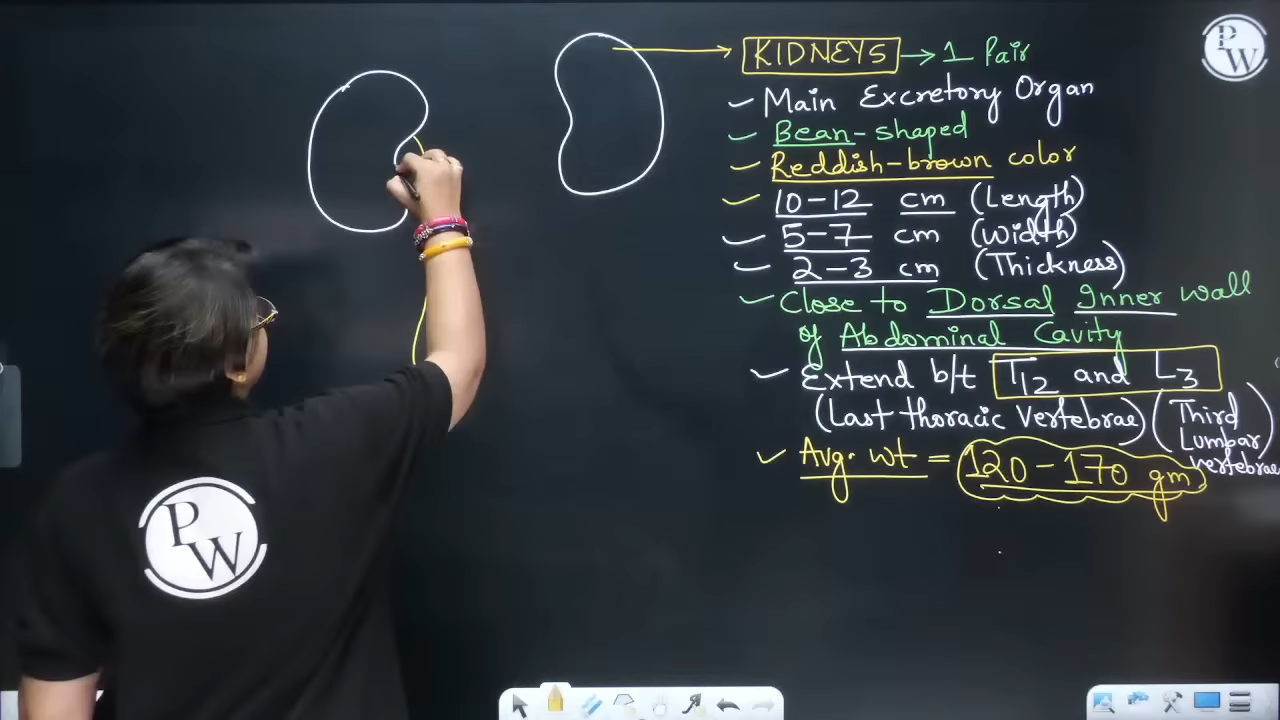 KIDNEYS → 1 Pair
Main Excretory Organ
Bean-shaped
Reddish-brown color
10-12 cm (Length)
5-7 cm (Width)
2-3 cm (Thickness)
Close to Dorsal Inner wall
of Abdominal Cavity
Extend b/t T12 and L3
(Last thoracic Vertebrae) (Third
Lumbar
Vertebrae
Avg. wt = 120-170 gm
PW
PW